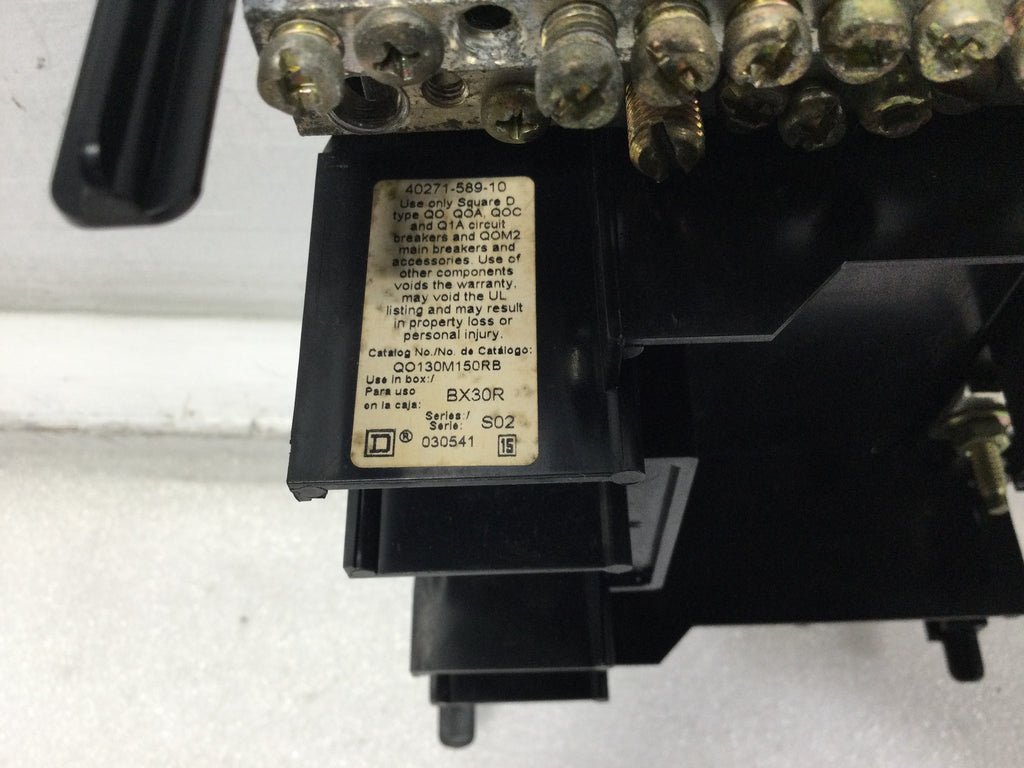 40271-589-10
Use only Square D
type QO, QOA, QOC
and Q1A circuit
breakers and QOM2
main breakers and
accessories. Use of
other components
voids the warranty,
may void the UL
listing and may result
in property loss or
personal injury.
Catalog No./No. de Catálogo:
QO130M150RB
Use in box:/
Para uso
en la caja: BX30R
Series:/
Serie: S02
D ® 030541 15